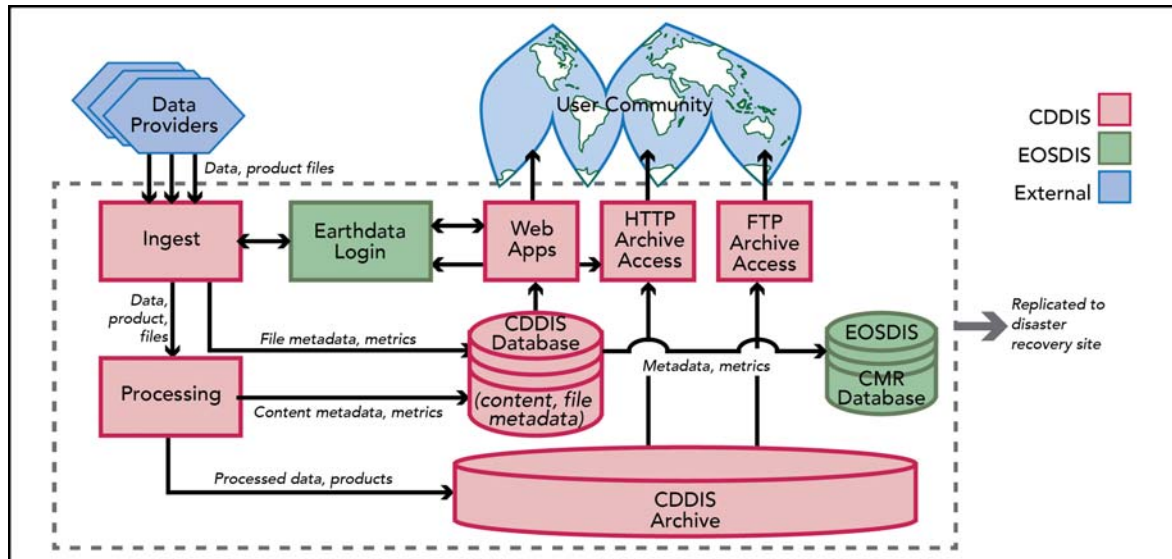 Data
Providers
Data, product files
User Community
CDDIS
EOSDIS
External
Ingest
Earthdata
Login
Web
Apps
HTTP
Archive
Access
FTP
Archive
Access
Data,
product,
files
File metadata, metrics
CDDIS
Database
(content, file
metadata)
Metadata, metrics
EOSDIS
CMR
Database
Replicated to
disaster
recovery site
Processing
Content metadata, metrics
Processed data, products
CDDIS
Archive